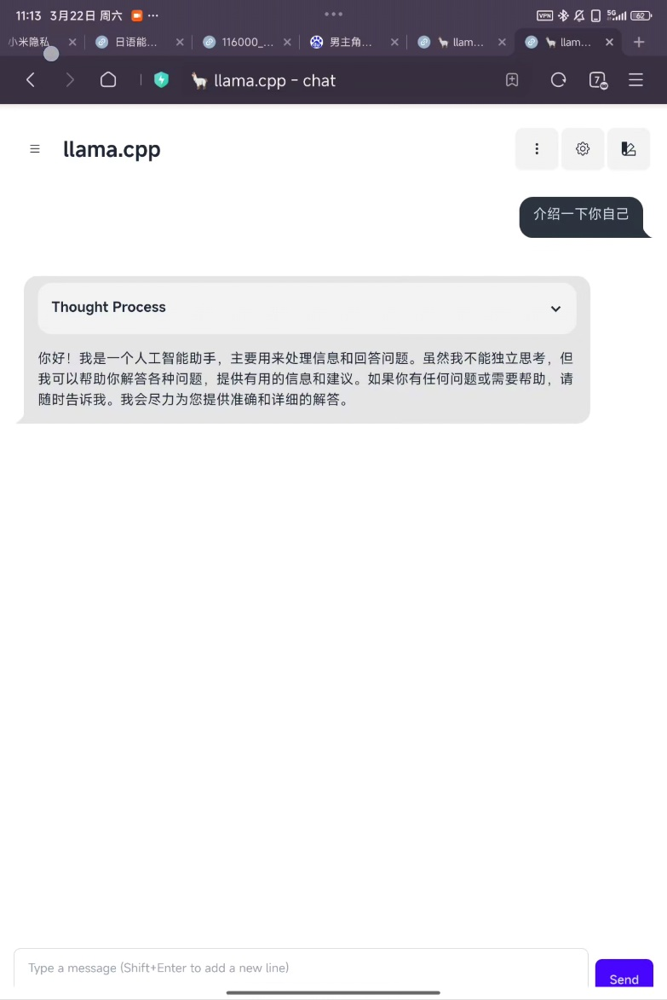 11:13 3月22日 周六 ...
VPN 5G 62
小米隐私
日语能...
116000_...
男主角...
llam...
llam...
llama.cpp - chat
7
llama.cpp
介绍一下你自己
Thought Process
你好！我是一个人工智能助手，主要用来处理信息和回答问题。虽然我不能独立思考，但
我可以帮助你解答各种问题，提供有用的信息和建议。如果你有任何问题或需要帮助，请
随时告诉我。我会尽力为您提供准确和详细的解答。
Type a message (Shift+Enter to add a new line)
Send